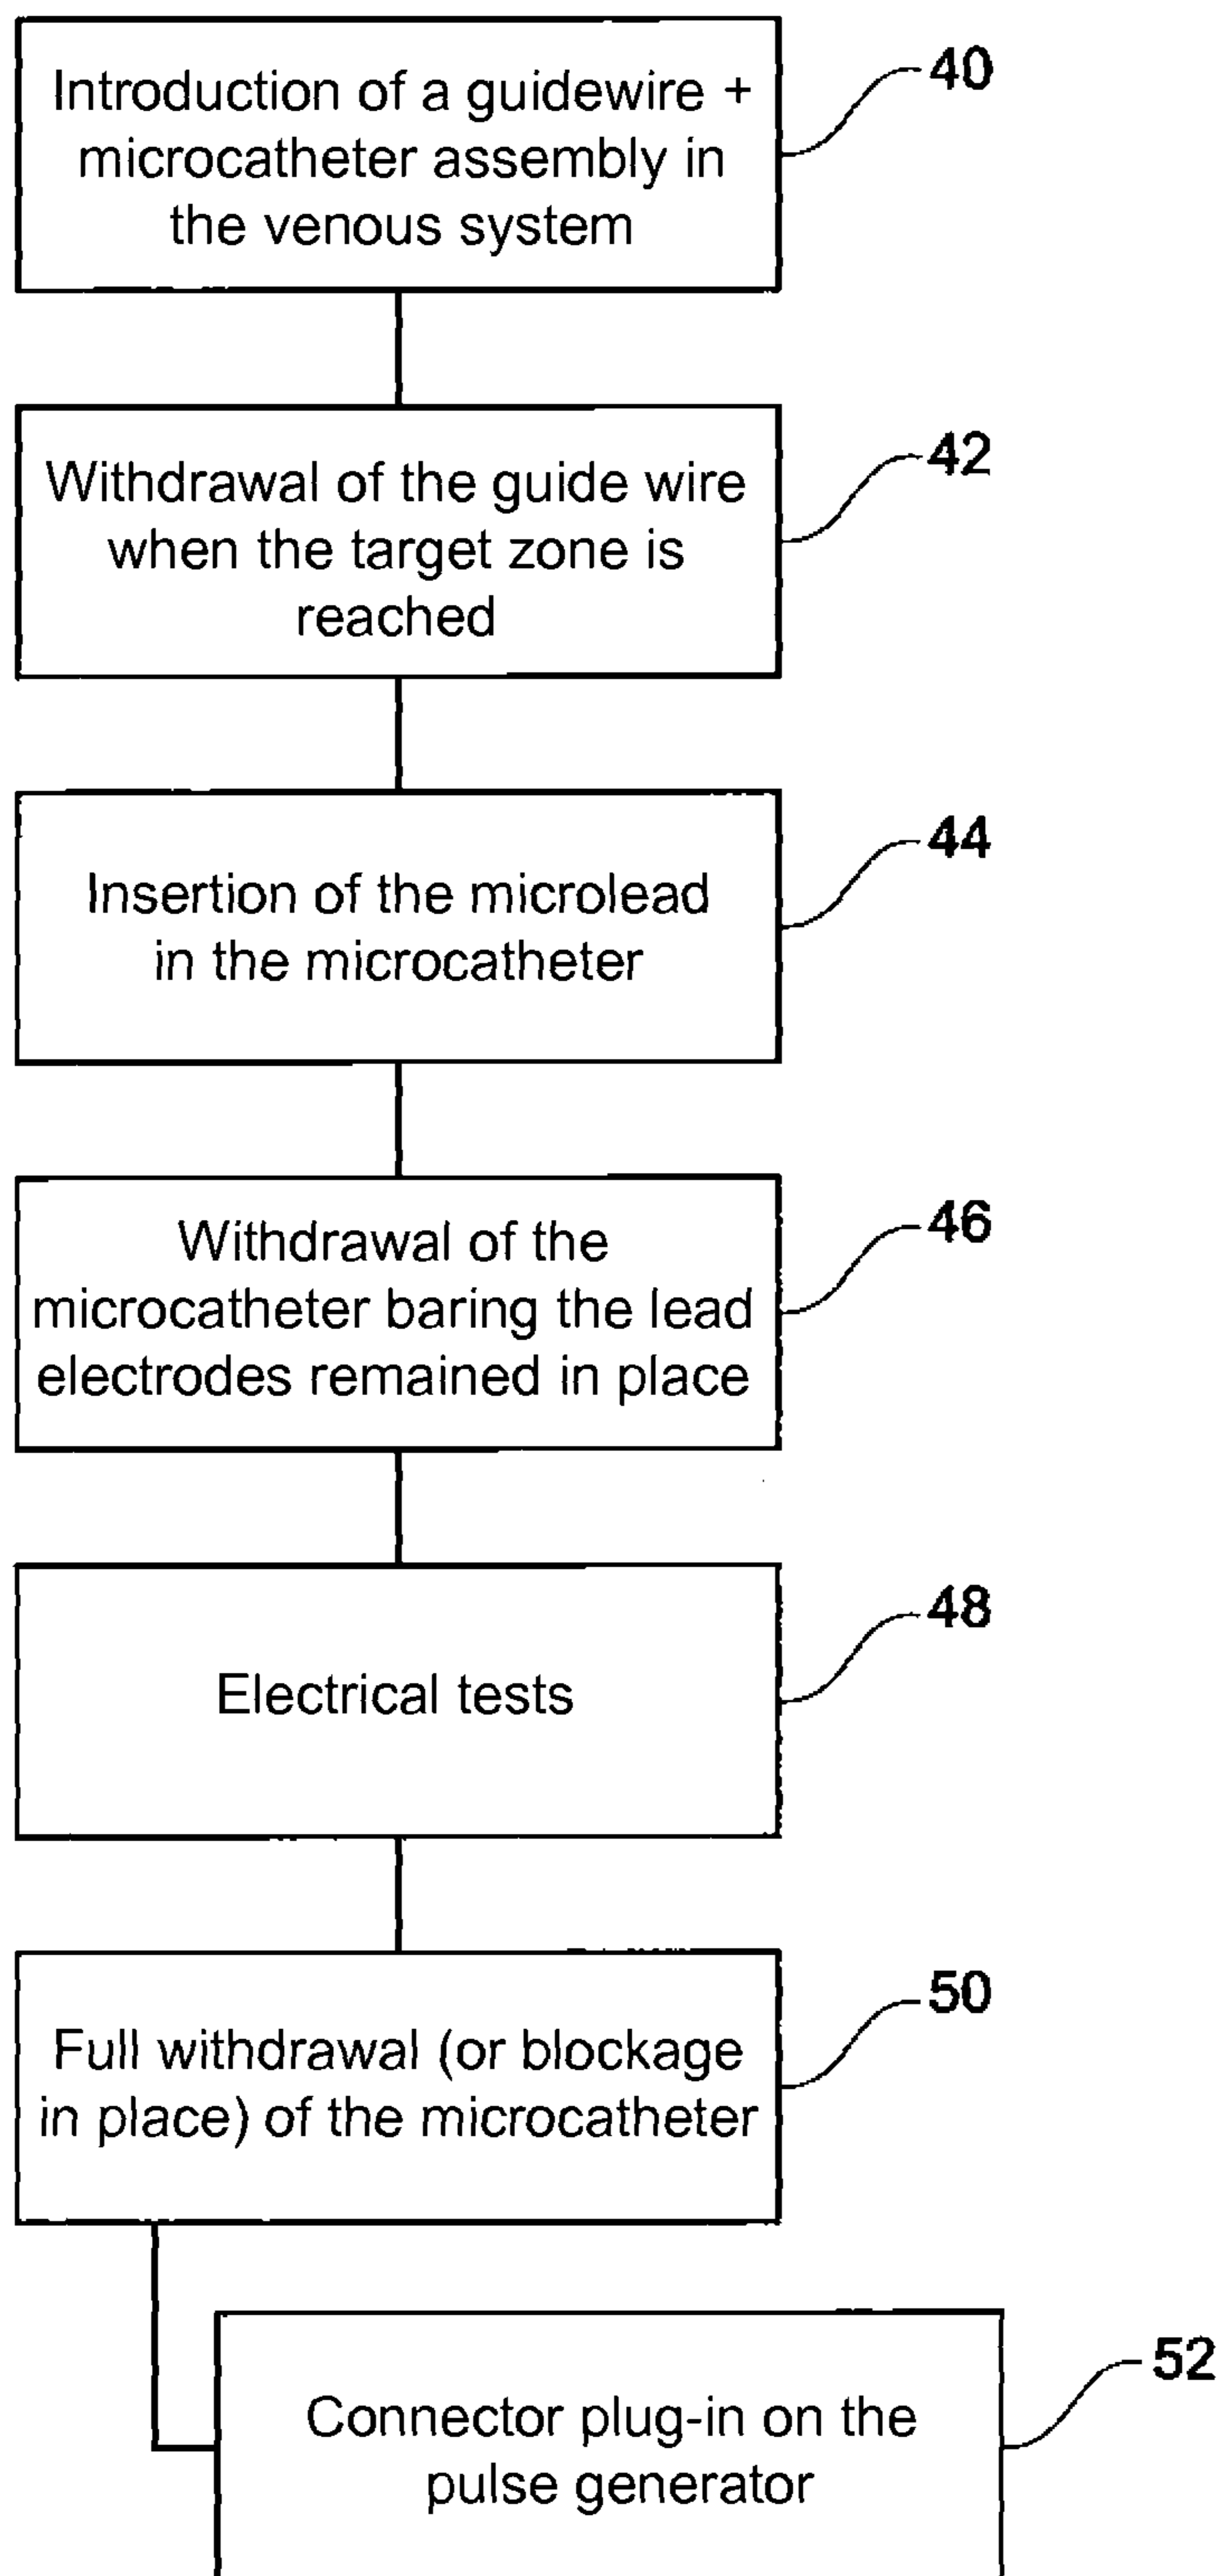 Introduction of a guidewire +
microcatheter assembly in
the venous system
40
Withdrawal of the guide wire
when the target zone is
reached
42
Insertion of the microlead
in the microcatheter
44
Withdrawal of the
microcatheter baring the lead
electrodes remained in place
46
Electrical tests
48
Full withdrawal (or blockage
in place) of the microcatheter
50
Connector plug-in on the
pulse generator
52